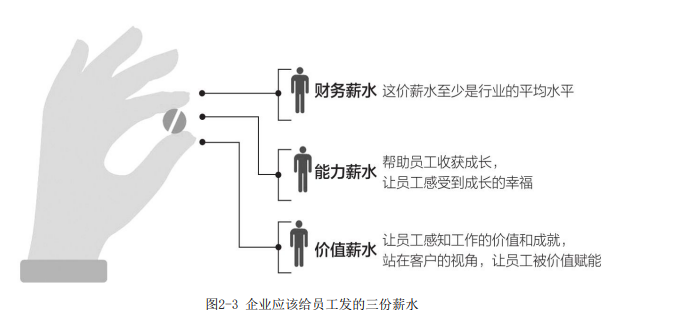 财务薪水 这价薪水至少是行业的平均水平
能力薪水 帮助员工收获成长，
让员工感受到成长的幸福
价值薪水 让员工感知工作的价值和成就，
站在客户的视角，让员工被价值赋能
图2-3 企业应该给员工发的三份薪水